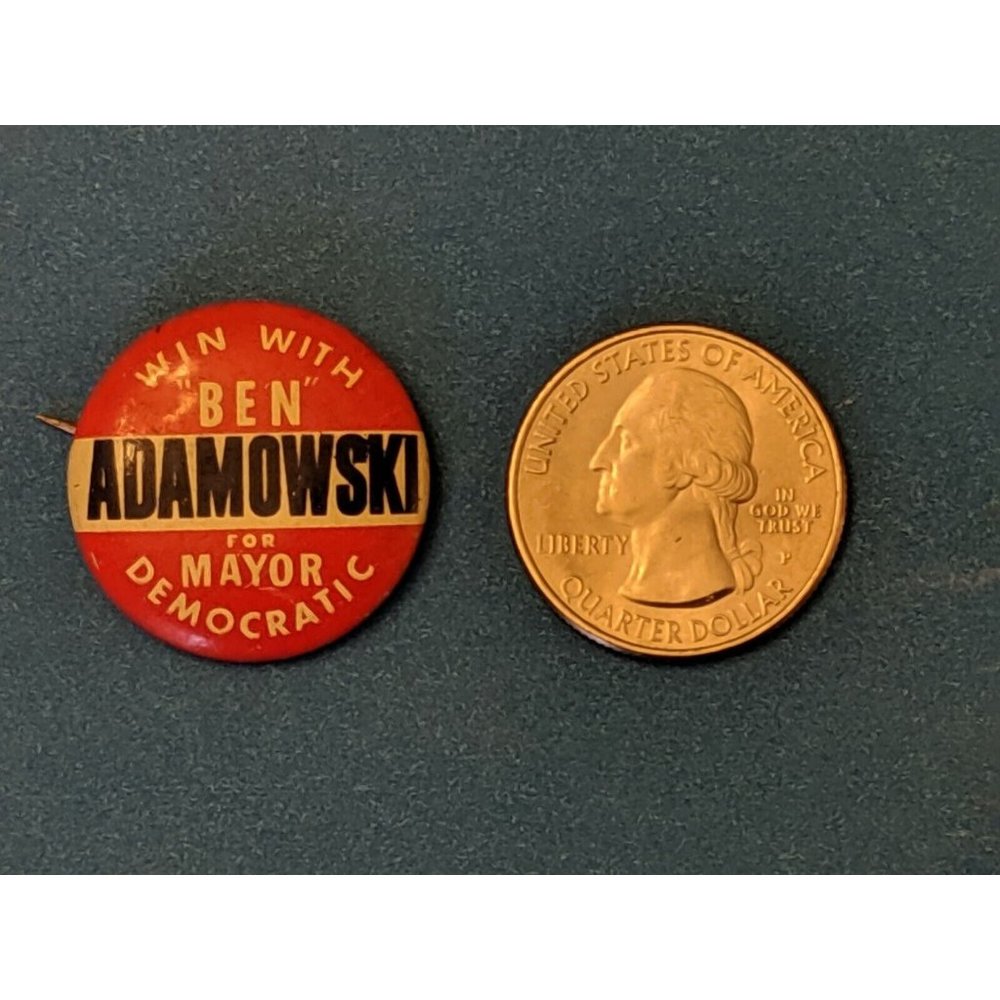 WIN WITH
"BEN"
ADAMOWSKI
FOR
MAYOR
DEMOCRATIC
UNITED STATES OF AMERICA
LIBERTY
IN
GOD WE
TRUST
P
QUARTER DOLLAR